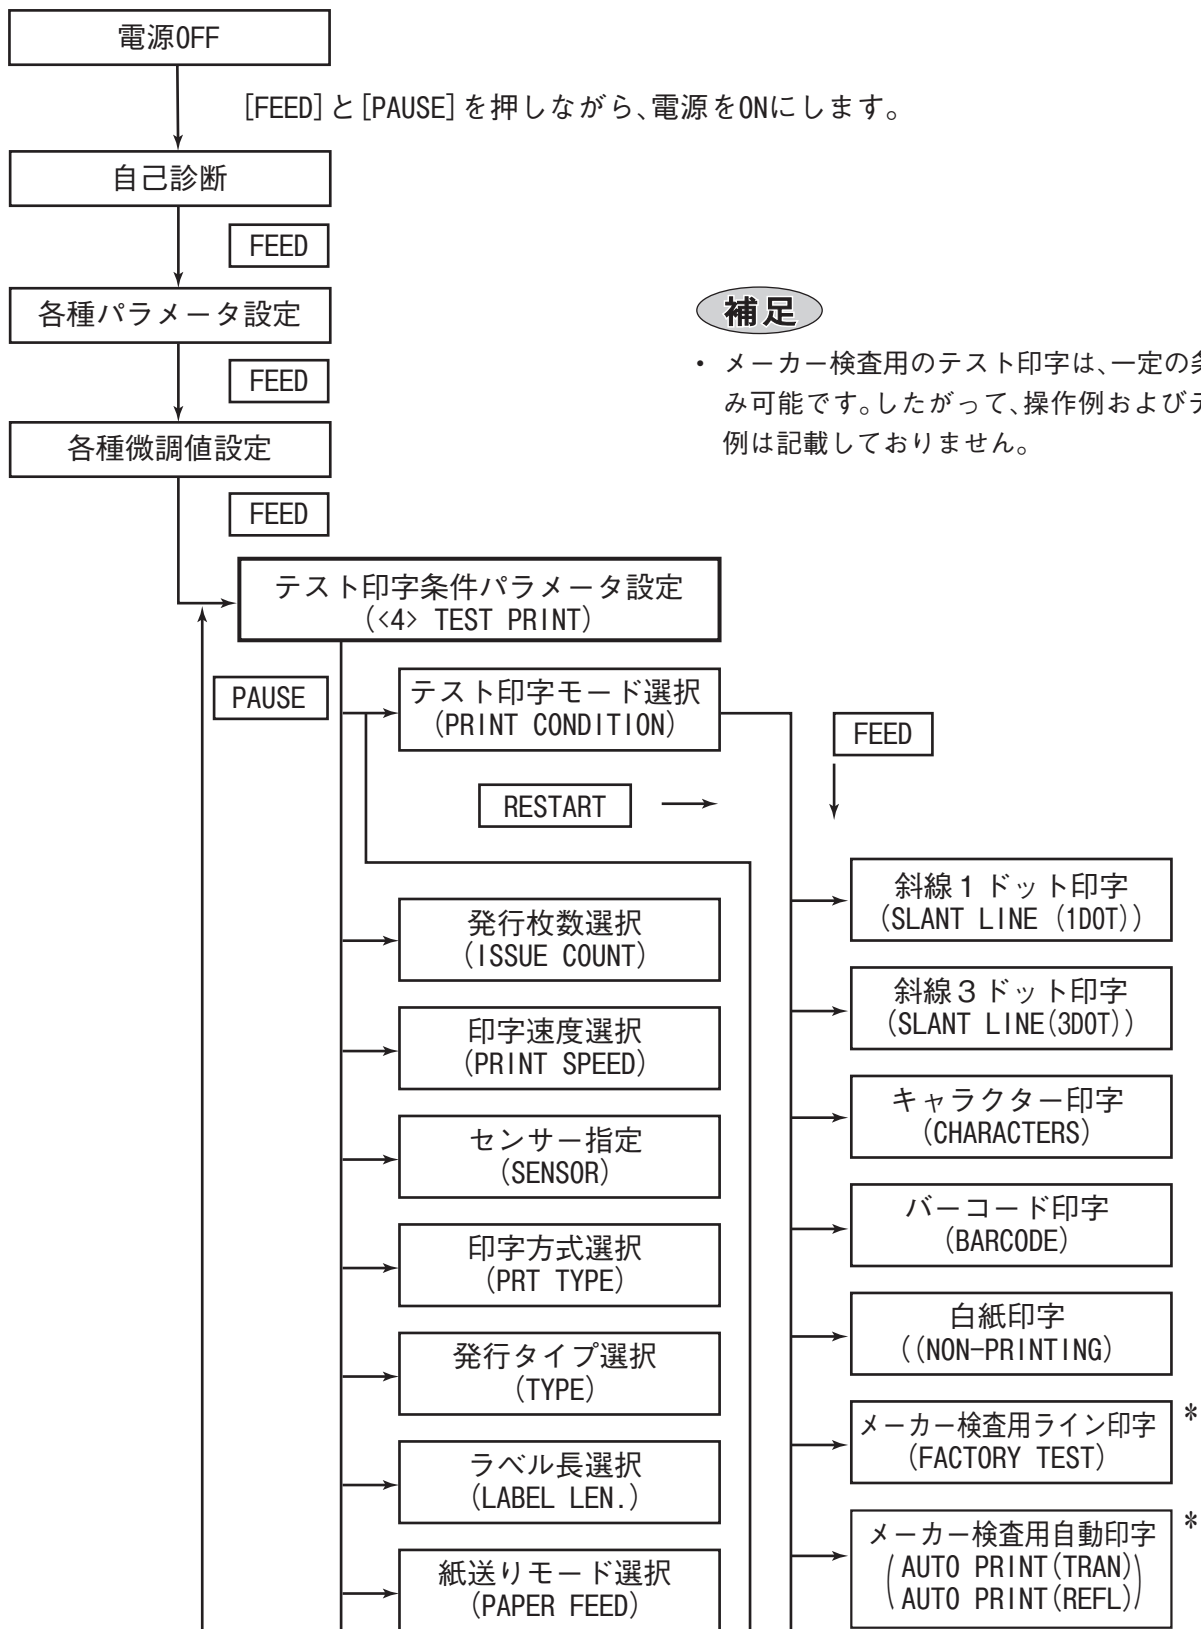 電源OFF
[FEED]と[PAUSE]を押しながら、電源をONにします。
自己診断
FEED
各種パラメータ設定
FEED
各種微調値設定
FEED
補足
・ メーカー検査用のテスト印字は、一定の条
み可能です。したがって、操作例およびテ
例は記載しておりません。
テスト印字条件パラメータ設定
(<4> TEST PRINT)
PAUSE
テスト印字モード選択
(PRINT CONDITION)
FEED
RESTART
発行枚数選択
(ISSUE COUNT)
印字速度選択
(PRINT SPEED)
センサー指定
(SENSOR)
印字方式選択
(PRT TYPE)
発行タイプ選択
(TYPE)
ラベル長選択
(LABEL LEN.)
紙送りモード選択
(PAPER FEED)
斜線1ドット印字
(SLANT LINE (1DOT))
斜線3ドット印字
(SLANT LINE(3DOT))
キャラクター印字
(CHARACTERS)
バーコード印字
(BARCODE)
白紙印字
((NON-PRINTING)
メーカー検査用ライン印字 *
(FACTORY TEST)
メーカー検査用自動印字 *
(AUTO PRINT(TRAN)
AUTO PRINT(REFL))